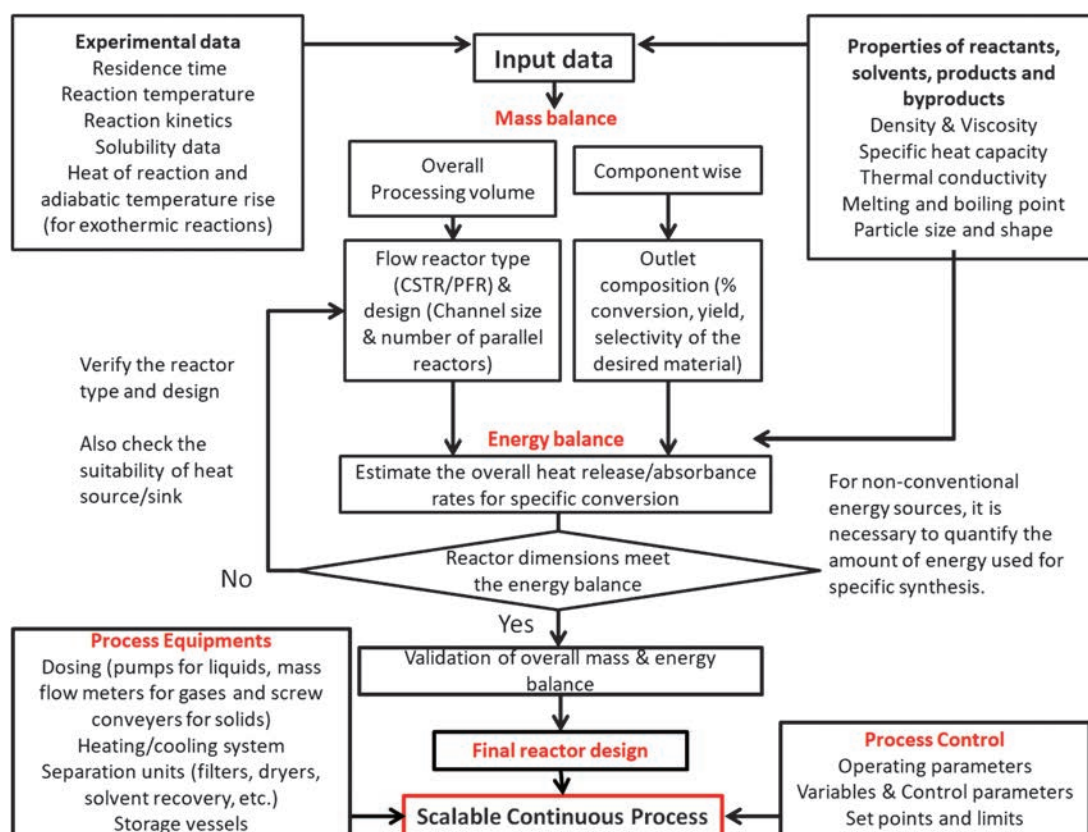 Experimental data
Residence time
Reaction temperature
Reaction kinetics
Solubility data
Heat of reaction and
adiabatic temperature rise
(for exothermic reactions)
Input data
Properties of reactants,
solvents, products and
byproducts
Density & Viscosity
Specific heat capacity
Thermal conductivity
Melting and boiling point
Particle size and shape
Mass balance
Overall
Processing volume
Component wise
Flow reactor type
(CSTR/PFR) &
design (Channel size
& number of parallel
reactors)
Outlet
composition (%
conversion, yield,
selectivity of the
desired material)
Verify the reactor
type and design
Also check the
suitability of heat
source/sink
Energy balance
Estimate the overall heat release/absorbance
rates for specific conversion
For non-conventional
energy sources, it is
necessary to quantify the
amount of energy used for
specific synthesis.
Reactor dimensions meet
the energy balance
No
Yes
Validation of overall mass & energy
balance
Final reactor design
Process Equipments
Dosing (pumps for liquids, mass
flow meters for gases and screw
conveyers for solids)
Heating/cooling system
Separation units (filters, dryers,
solvent recovery, etc.)
Storage vessels
Process Control
Operating parameters
Variables & Control parameters
Set points and limits
Scalable Continuous Process